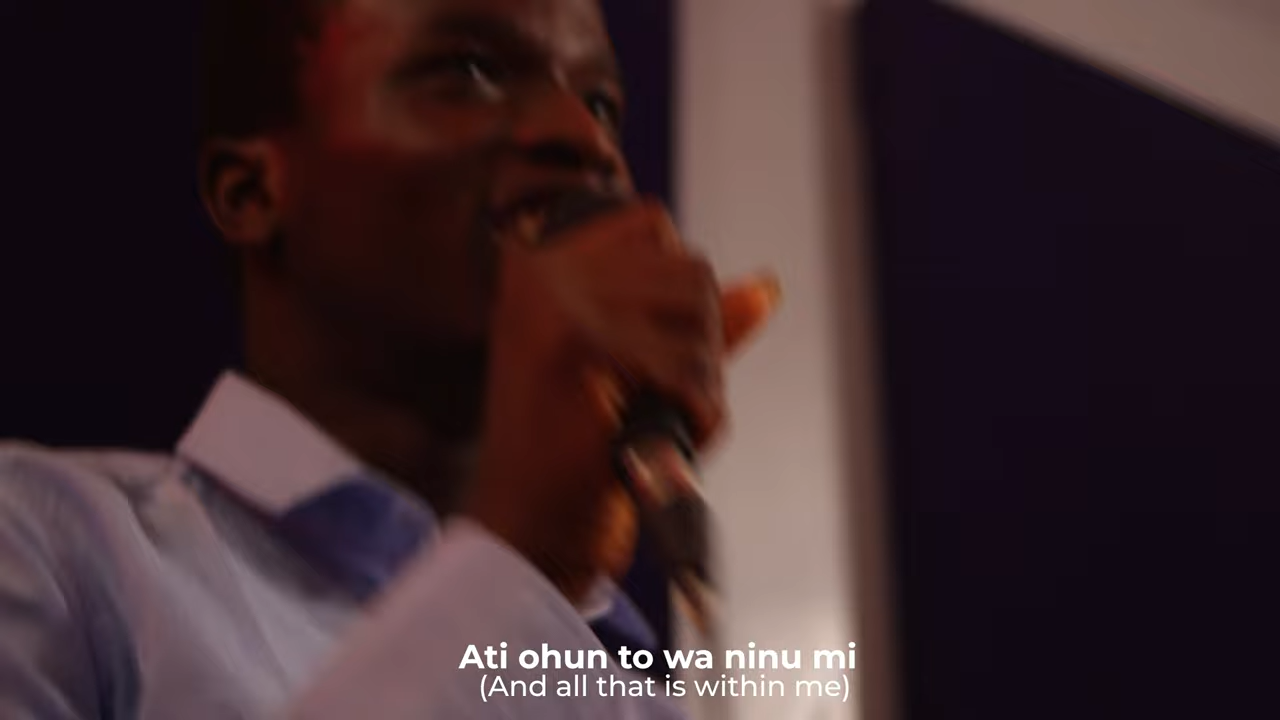 Ati ohun to wa ninu mi
(And all that is within me)